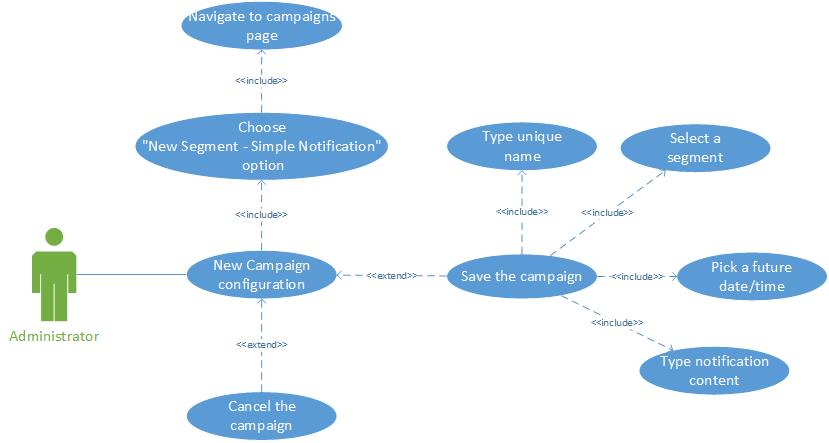 Navigate to campaigns
page
<<include>>
Choose
"New Segment - Simple Notification"
option
<<include>>
Type unique
name
Select a
segment
<<include>>
<<include>>
New Campaign
configuration
<<extend>>
Save the campaign
<<include>>
Pick a future
date/time
<<include>>
Administrator
<<extend>>
Type notification
content
Cancel the
campaign